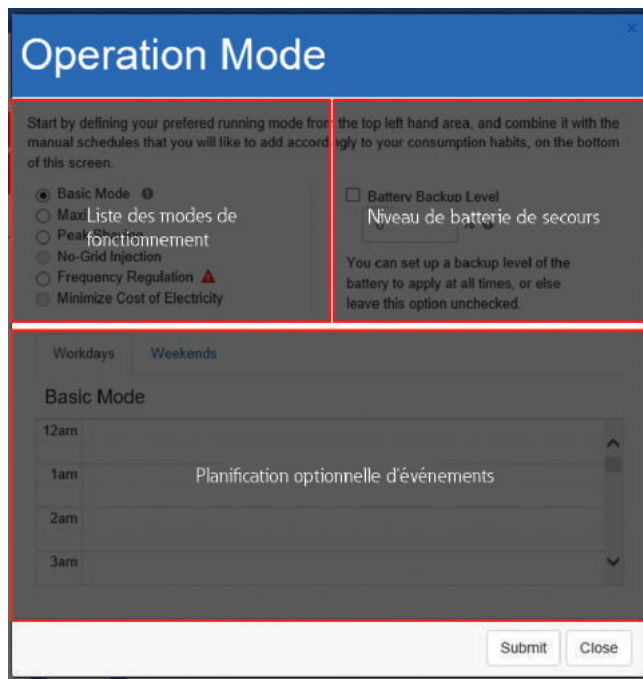 Operation Mode
×
Start by defining your prefered running mode from the top left hand area, and combine it with the
manual schedules that you will like to add accordingly to your consumption habits, on the bottom
of this screen.
Basic Mode
Liste des modes de
fonctionnement
No-Grid Injection
Frequency Regulation
Minimize Cost of Electricity
Battery Backup Level
Niveau de batterie de secours
%
You can set up a backup level of the
battery to apply at all times, or else
leave this option unchecked.
Workdays Weekends
Basic Mode
12am
1am
Planification optionnelle d'événements
2am
3am
Submit Close